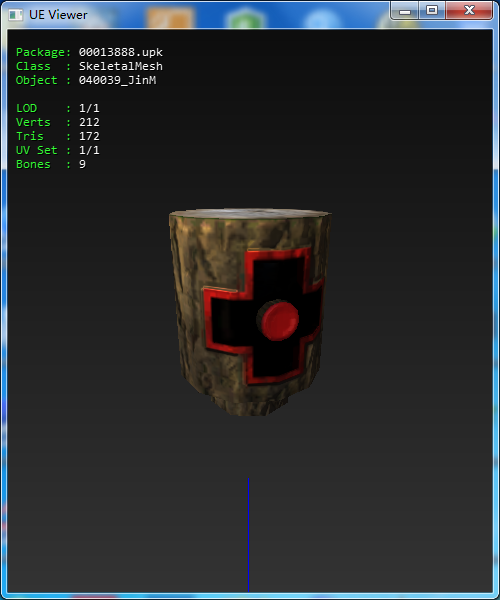 UE Viewer
Package: 00013888.upk
Class  : SkeletalMesh
Object : 040039_JinM
LOD    : 1/1
Verts  : 212
Tris   : 172
UV Set : 1/1
Bones  : 9